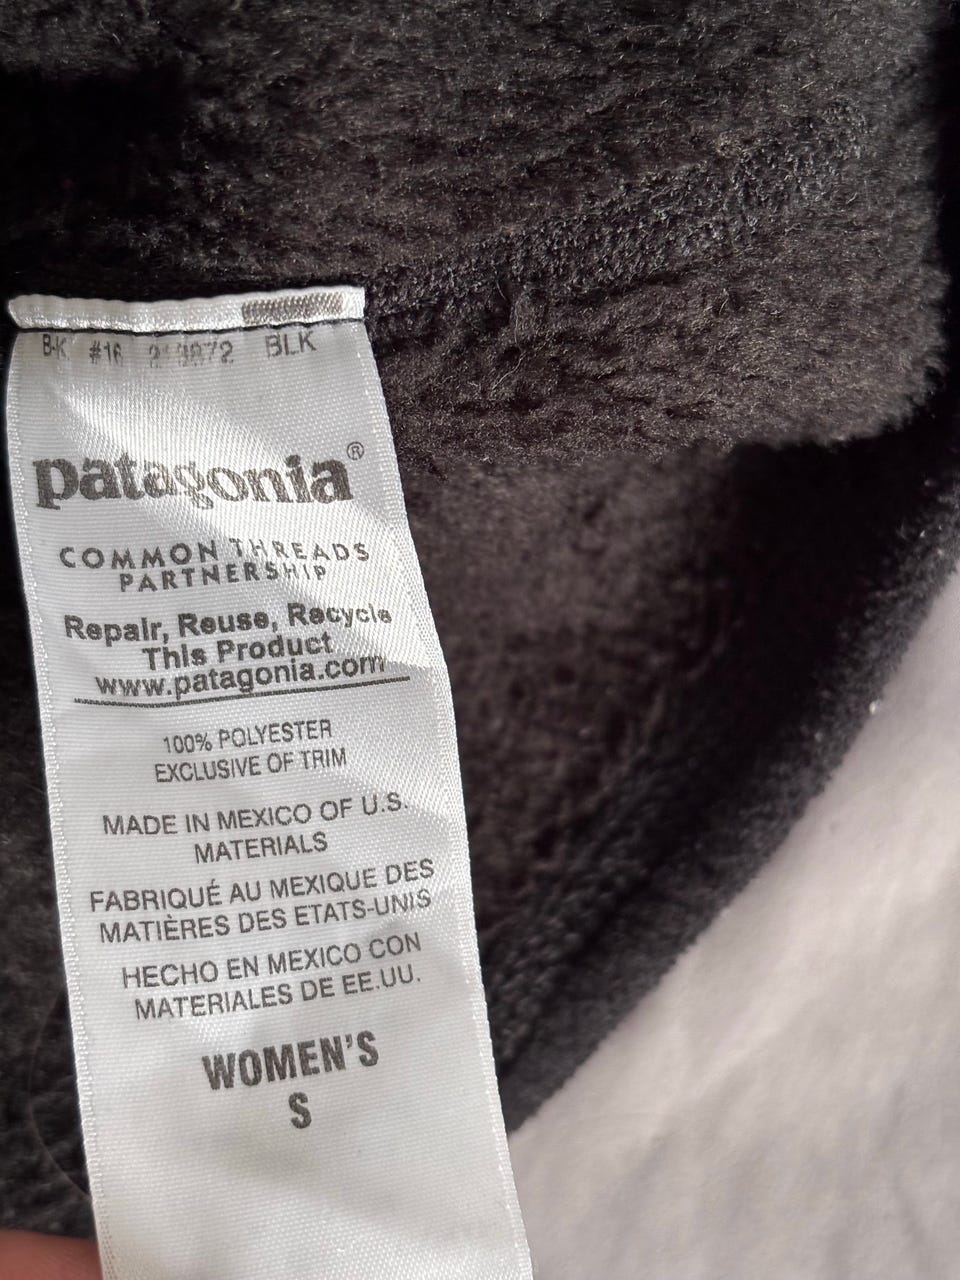 B-K #16 BLK
patagonia®
COMMON THREADS
PARTNERSHIP
Repair, Reuse, Recycle
This Product
www.patagonia.com
100% POLYESTER
EXCLUSIVE OF TRIM
MADE IN MEXICO OF U.S.
MATERIALS
FABRIQUÉ AU MEXIQUE DES
MATIÈRES DES ETATS-UNIS
HECHO EN MEXICO CON
MATERIALES DE EE.UU.
WOMEN'S
S